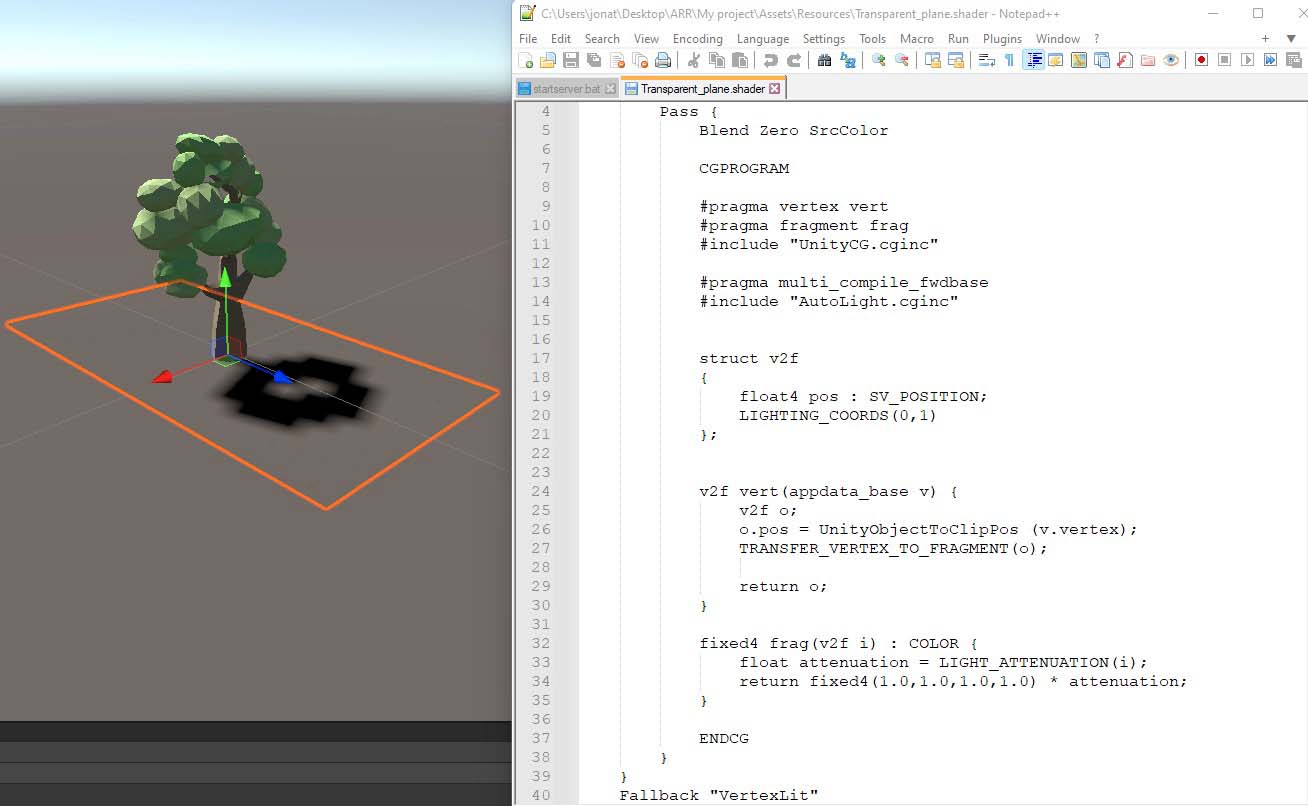 C:\Users\jonat\Desktop\ARR\My project\Assets\Resources\Transparent_plane.shader - Notepad++
File Edit Search View Encoding Language Settings Tools Macro Run Plugins Window ?
startserver.bat Transparent_plane.shader
4 Pass {
5 Blend Zero SrcColor
6
7 CGPROGRAM
8
9 #pragma vertex vert
10 #pragma fragment frag
11 #include "UnityCG.cginc"
12
13 #pragma multi_compile_fwdbase
14 #include "AutoLight.cginc"
15
16
17 struct v2f
18 {
19 float4 pos : SV_POSITION;
20 LIGHTING_COORDS(0,1)
21 };
22
23
24 v2f vert(appdata_base v) {
25 v2f o;
26 o.pos = UnityObjectToClipPos (v.vertex);
27 TRANSFER_VERTEX_TO_FRAGMENT(o);
28
29 return o;
30 }
31
32 fixed4 frag(v2f i) : COLOR {
33 float attenuation = LIGHT_ATTENUATION(i);
34 return fixed4(1.0,1.0,1.0,1.0) * attenuation;
35 }
36
37 ENDCG
38 }
39 }
40 Fallback "VertexLit"